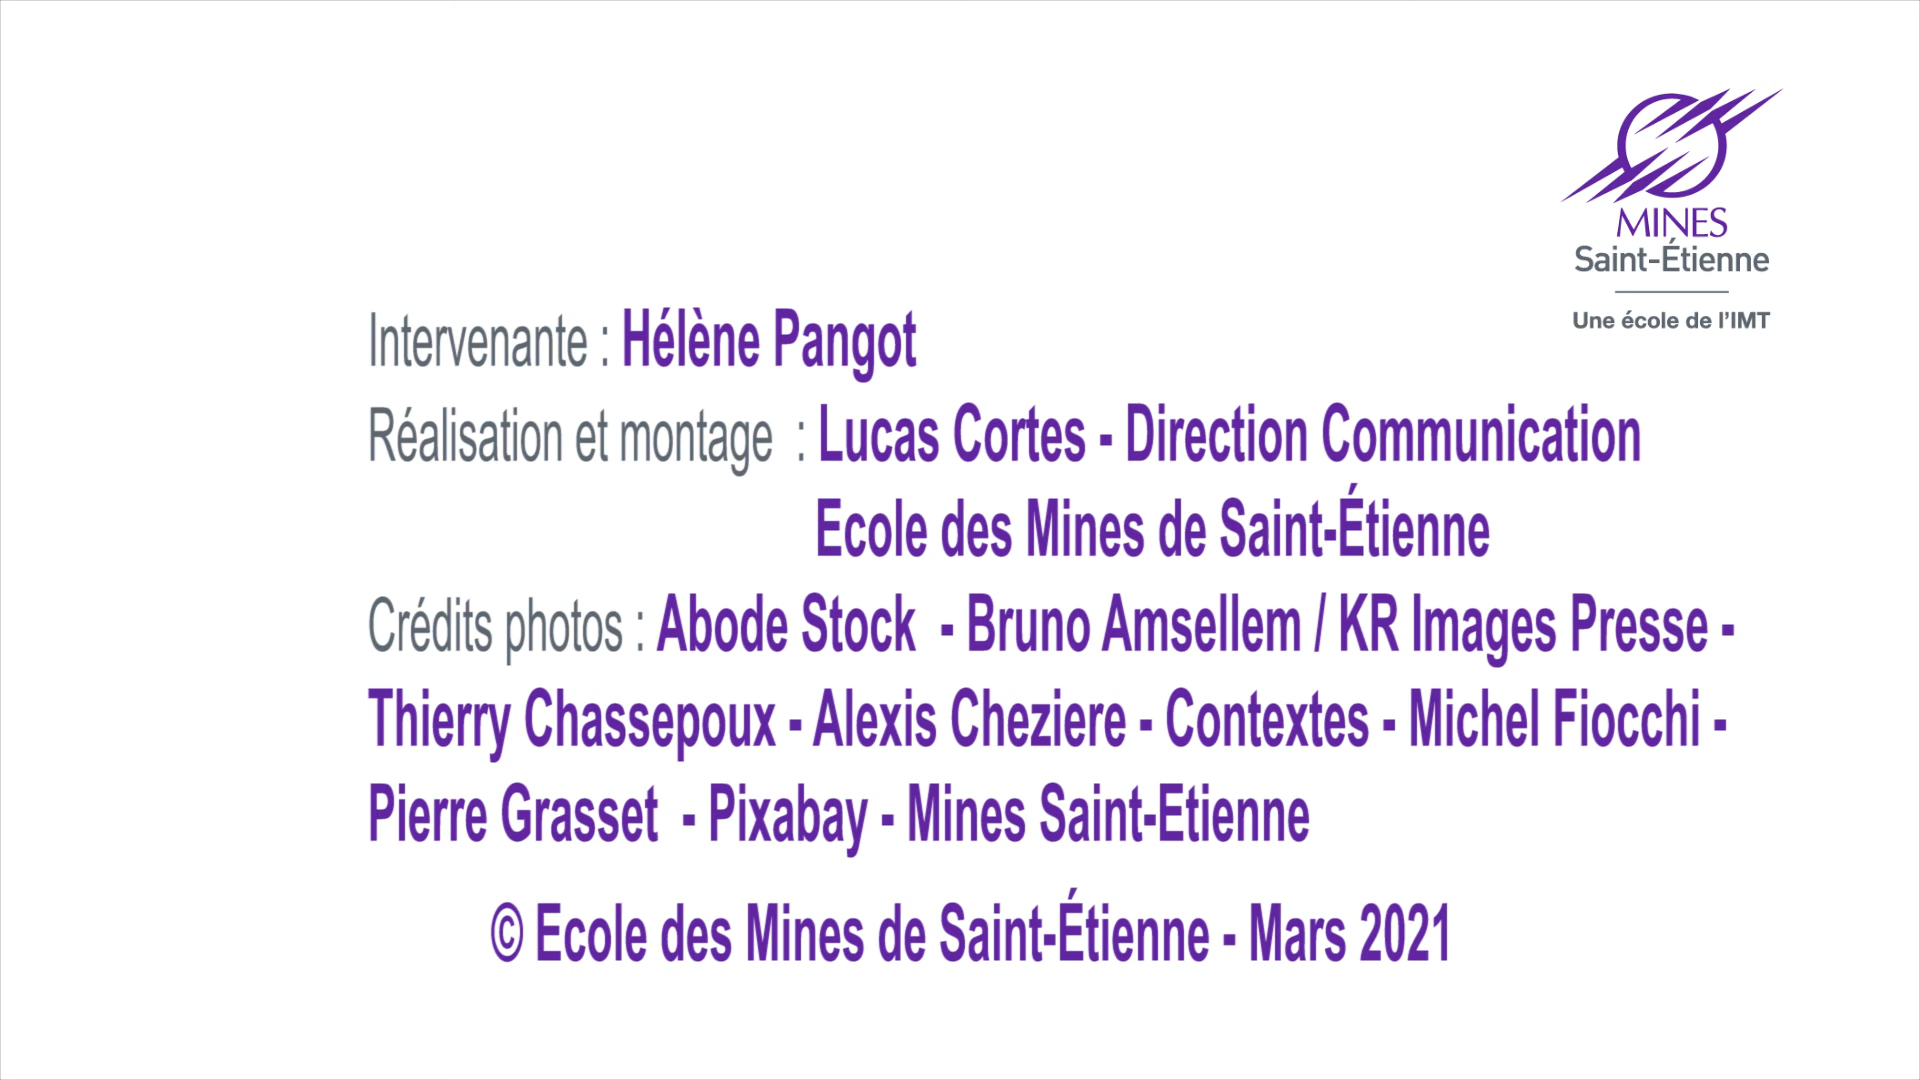 MINES
Saint-Étienne
Une école de l'IMT
Intervenante : Hélène Pangot
Réalisation et montage : Lucas Cortes - Direction Communication
Ecole des Mines de Saint-Étienne
Crédits photos : Abode Stock - Bruno Amsellem / KR Images Presse -
Thierry Chassepoux - Alexis Cheziere - Contextes - Michel Fiocchi -
Pierre Grasset - Pixabay - Mines Saint-Etienne
© Ecole des Mines de Saint-Étienne - Mars 2021